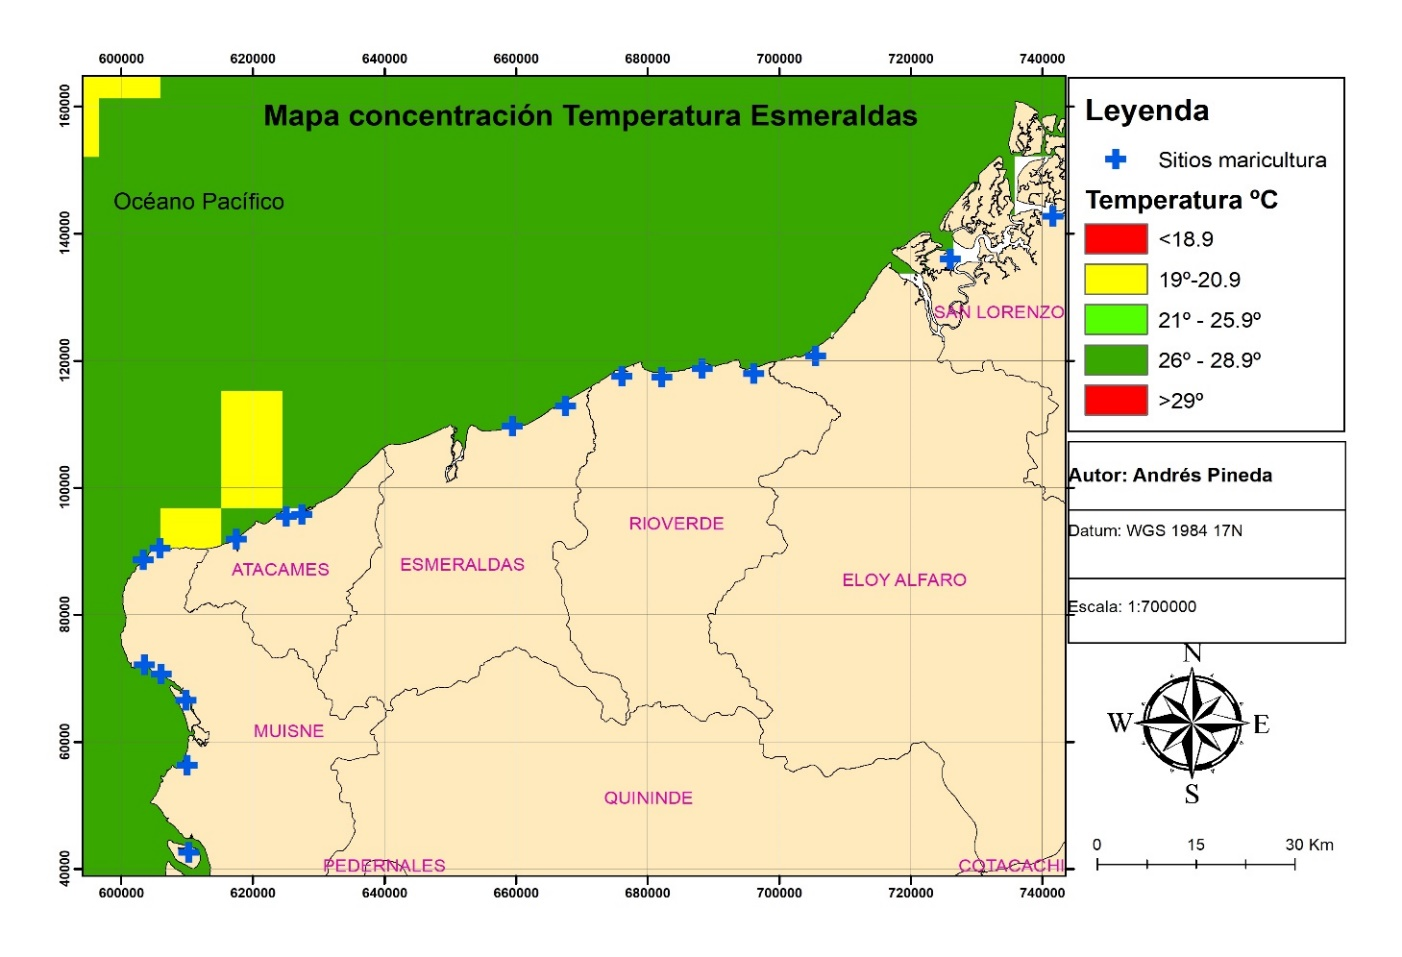 600000 620000 640000 660000 680000 700000 720000 740000
Mapa concentración Temperatura Esmeraldas
Océano Pacífico
160000
140000
120000
100000
80000
60000
40000
SAN LORENZO
RIOVERDE
ESMERALDAS
ATACAMES
ELOY ALFARO
MUISNE
QUININDE
PEDERNALES
COTACACHI
600000 620000 640000 660000 680000 700000 720000 740000
Leyenda
Sitios maricultura
Temperatura ºC
<18.9
19º-20.9
21º - 25.9º
26º - 28.9º
>29º
Autor: Andrés Pineda
Datum: WGS 1984 17N
Escala: 1:700000
N
W E
S
0 15 30 Km